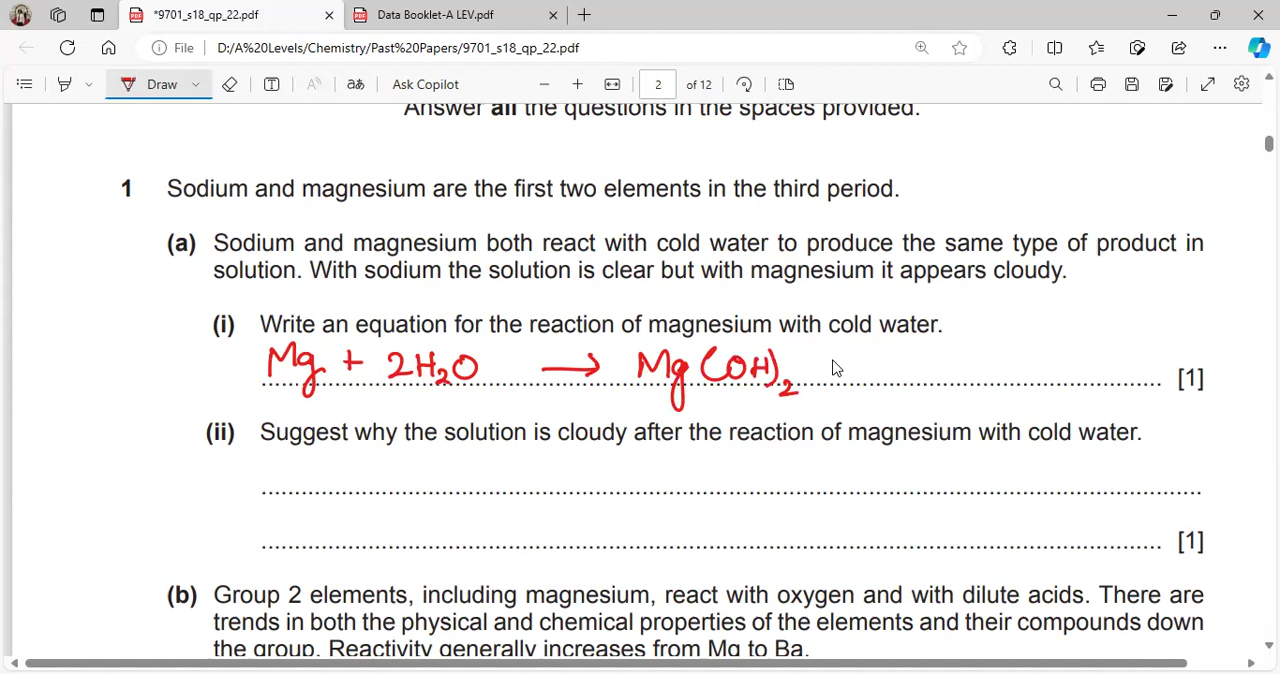 *9701_s18_qp_22.pdf
Data Booklet-A LEV.pdf
File
D:/A%20Levels/Chemistry/Past%20Papers/9701_s18_qp_22.pdf
Draw
aあ
Ask Copilot
2
of 12
Answer all the questions in the spaces provided.
1 Sodium and magnesium are the first two elements in the third period.
(a) Sodium and magnesium both react with cold water to produce the same type of product in
solution. With sodium the solution is clear but with magnesium it appears cloudy.
(i) Write an equation for the reaction of magnesium with cold water.
Mg + 2H₂O → Mg(OH)₂ [1]
(ii) Suggest why the solution is cloudy after the reaction of magnesium with cold water.
[1]
(b) Group 2 elements, including magnesium, react with oxygen and with dilute acids. There are
trends in both the physical and chemical properties of the elements and their compounds down
the group. Reactivity generally increases from Mg to Ba.